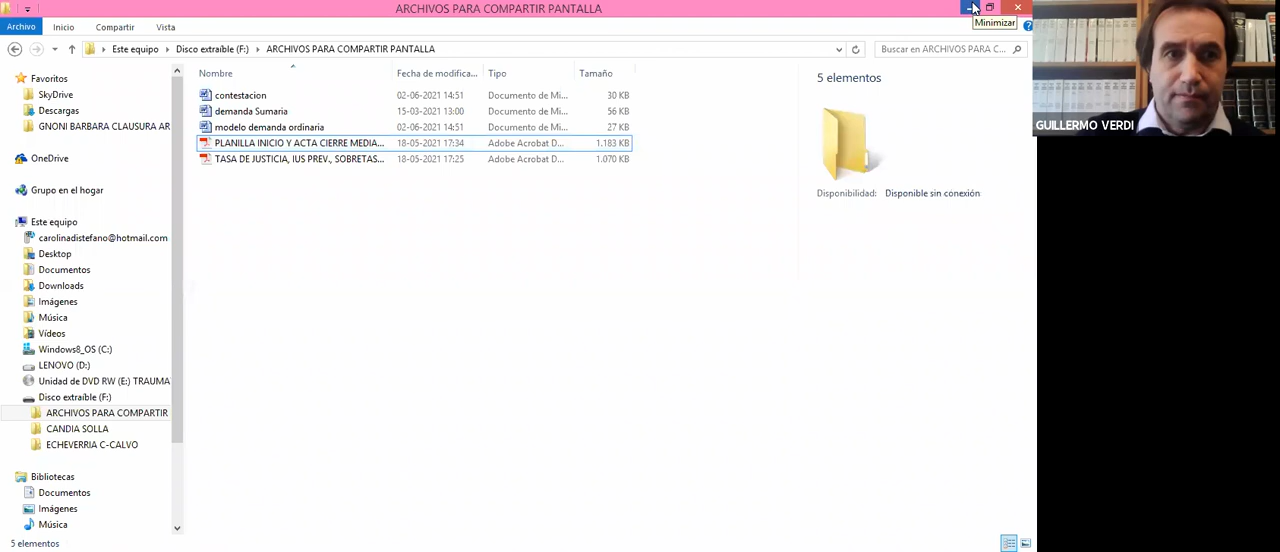 ARCHIVOS PARA COMPARTIR PANTALLA
Minimizar
Archivo Inicio Compartir Vista
Este equipo Disco extraíble (F:) ARCHIVOS PARA COMPARTIR PANTALLA
Buscar en ARCHIVOS PARA C...
Nombre Fecha de modifica... Tipo Tamaño
contestacion 02-06-2021 14:51 Documento de Mi... 30 KB
demanda Sumaria 15-03-2021 13:00 Documento de Mi... 56 KB
modelo demanda ordinaria 02-06-2021 14:51 Documento de Mi... 27 KB
PLANILLA INICIO Y ACTA CIERRE MEDIA... 18-05-2021 17:34 Adobe Acrobat D... 1.183 KB
TASA DE JUSTICIA, IUS PREV., SOBRETAS... 18-05-2021 17:25 Adobe Acrobat D... 1.070 KB
Favoritos
SkyDrive
Descargas
GNONI BARBARA CLAUSURA AR
OneDrive
Grupo en el hogar
Este equipo
carolinadistefano@hotmail.com
Desktop
Documentos
Downloads
Imágenes
Música
Vídeos
Windows8_OS (C:)
LENOVO (D:)
Unidad de DVD RW (E:) TRAUMA
Disco extraíble (F:)
ARCHIVOS PARA COMPARTIR
CANDIA SOLLA
ECHEVERRIA C-CALVO
Bibliotecas
Documentos
Imágenes
Música
5 elementos
5 elementos
Disponibilidad: Disponible sin conexión
GUILLERMO VERDI